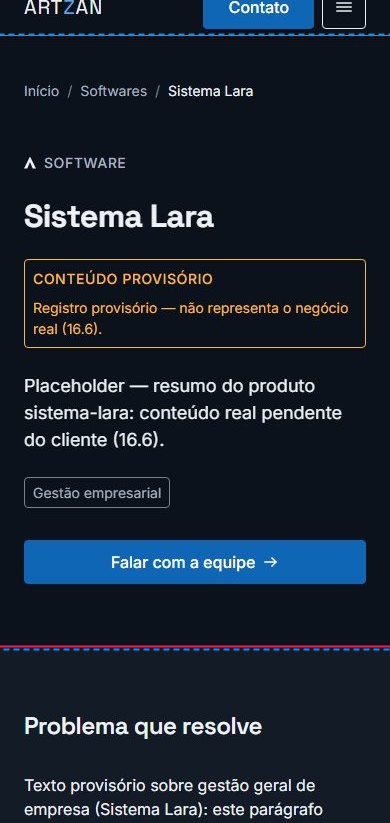 ARTZAN
Contato
Início / Softwares / Sistema Lara
SOFTWARE
Sistema Lara
CONTEÚDO PROVISÓRIO
Registro provisório — não representa o negócio
real (16.6).
Placeholder — resumo do produto
sistema-lara: conteúdo real pendente
do cliente (16.6).
Gestão empresarial
Falar com a equipe →
Problema que resolve
Texto provisório sobre gestão geral de
empresa (Sistema Lara): este parágrafo